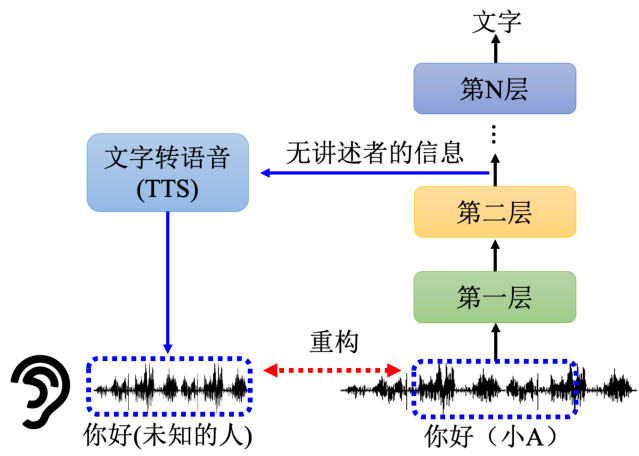 文字
第N层
⋮
无讲述者的信息
文字转语音
(TTS)
第二层
第一层
重构
你好(未知的人)
你好（小A）